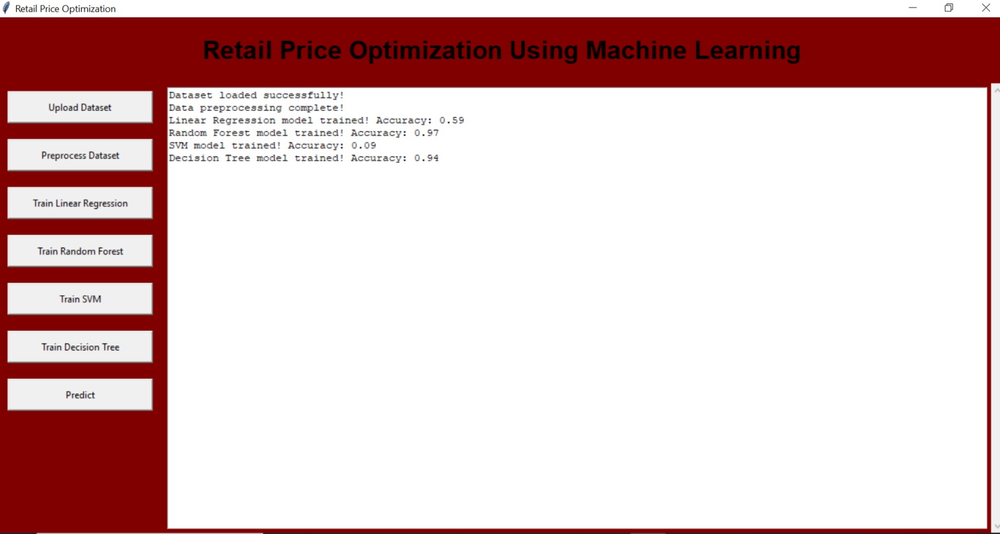 Retail Price Optimization
Retail Price Optimization Using Machine Learning
Upload Dataset
Preprocess Dataset
Train Linear Regression
Train Random Forest
Train SVM
Train Decision Tree
Predict
Dataset loaded successfully!
Data preprocessing complete!
Linear Regression model trained! Accuracy: 0.59
Random Forest model trained! Accuracy: 0.97
SVM model trained! Accuracy: 0.09
Decision Tree model trained! Accuracy: 0.94